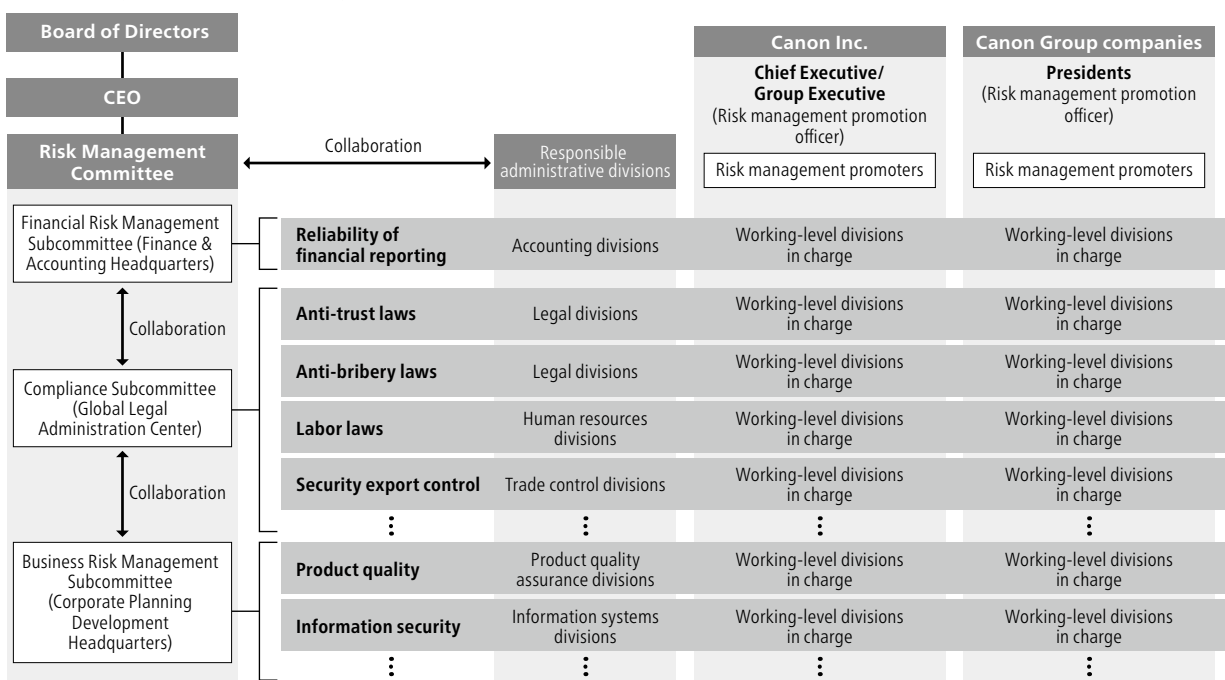 Board of Directors
CEO
Risk Management
Committee
Collaboration
Responsible
administrative divisions
Canon Inc.
Chief Executive/
Group Executive
(Risk management promotion
officer)
Risk management promoters
Canon Group companies
Presidents
(Risk management promotion
officer)
Risk management promoters
Financial Risk Management
Subcommittee (Finance &
Accounting Headquarters)
Reliability of
financial reporting
Accounting divisions
Working-level divisions
in charge
Working-level divisions
in charge
Collaboration
Anti-trust laws
Legal divisions
Working-level divisions
in charge
Working-level divisions
in charge
Compliance Subcommittee
(Global Legal
Administration Center)
Anti-bribery laws
Legal divisions
Working-level divisions
in charge
Working-level divisions
in charge
Labor laws
Human resources
divisions
Working-level divisions
in charge
Working-level divisions
in charge
Collaboration
Security export control
Trade control divisions
Working-level divisions
in charge
Working-level divisions
in charge
Business Risk Management
Subcommittee
(Corporate Planning
Development
Headquarters)
Product quality
Product quality
assurance divisions
Working-level divisions
in charge
Working-level divisions
in charge
Information security
Information systems
divisions
Working-level divisions
in charge
Working-level divisions
in charge